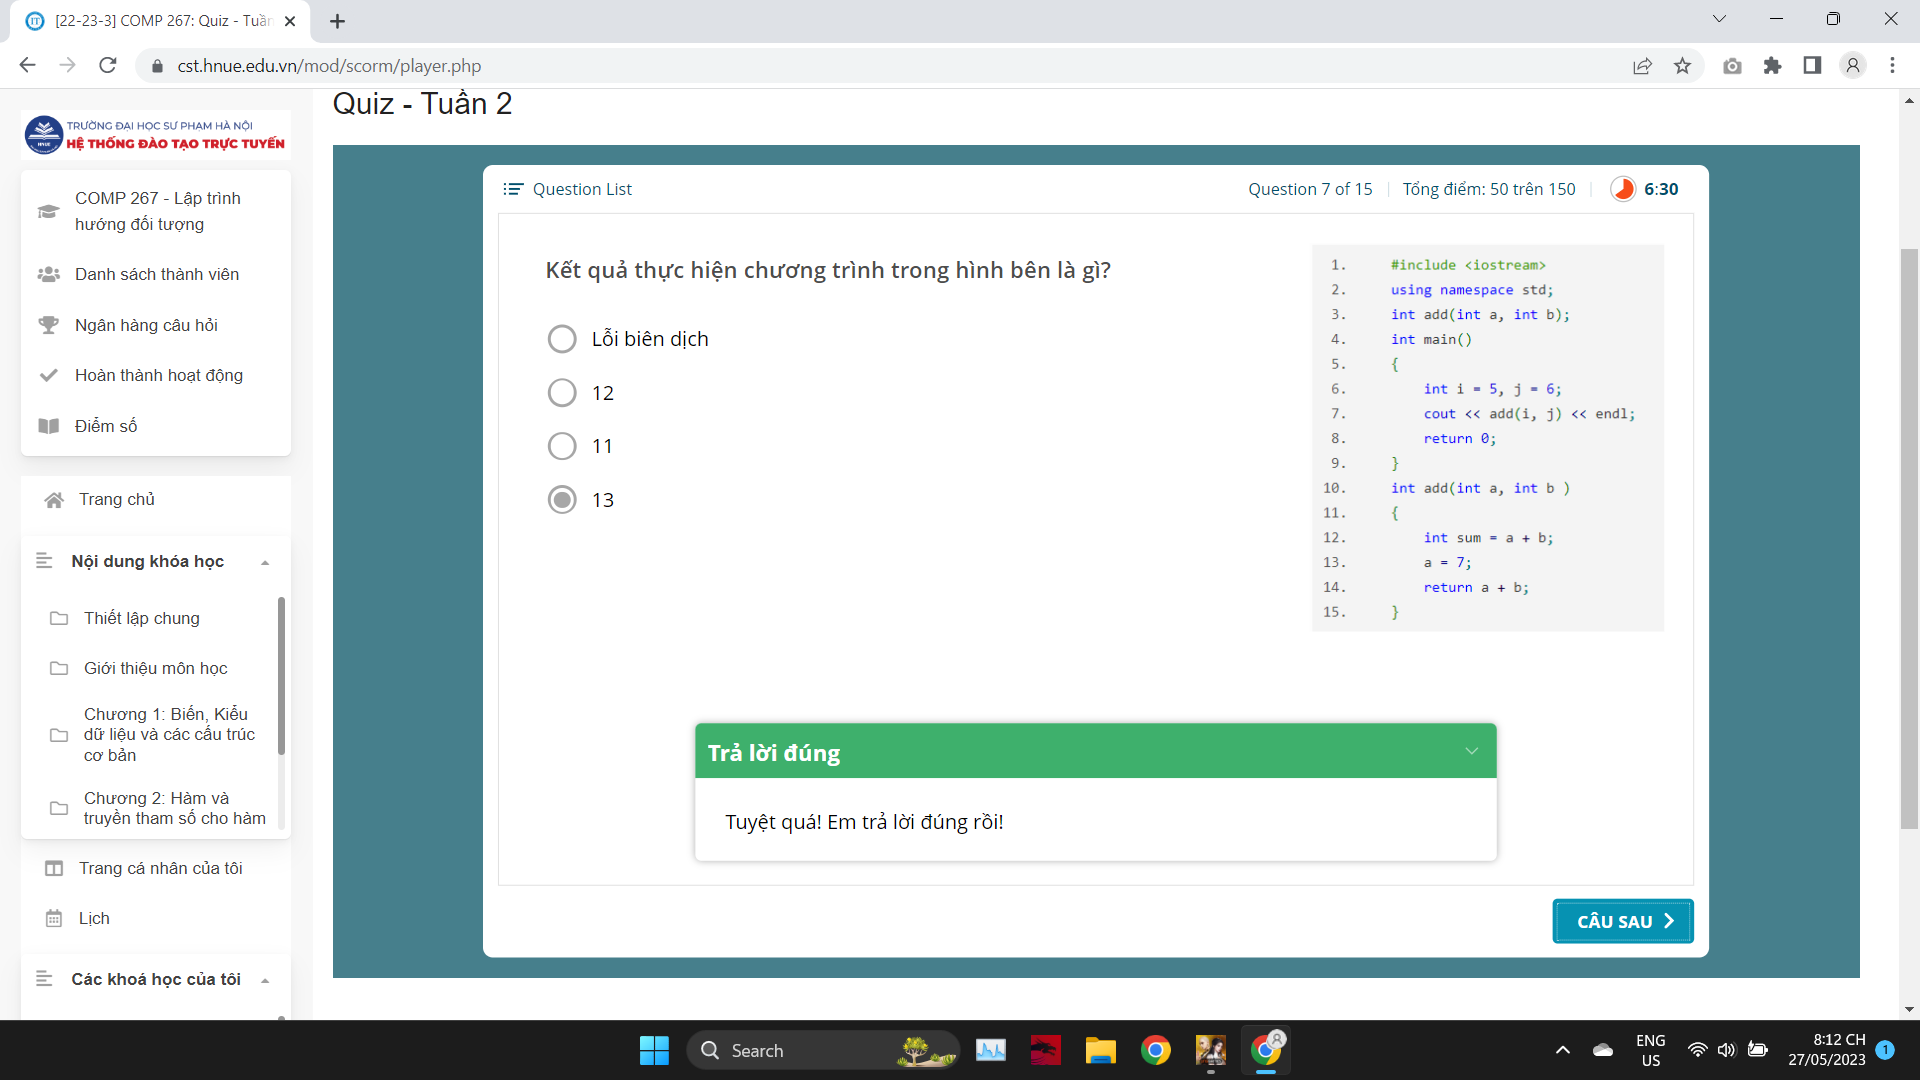 [22-23-3] COMP 267: Quiz - Tuần
cst.hnue.edu.vn/mod/scorm/player.php
TRƯỜNG ĐẠI HỌC SƯ PHẠM HÀ NỘI
HỆ THỐNG ĐÀO TẠO TRỰC TUYẾN
COMP 267 - Lập trình
hướng đối tượng
Danh sách thành viên
Ngân hàng câu hỏi
Hoàn thành hoạt động
Điểm số
Trang chủ
Nội dung khóa học
Thiết lập chung
Giới thiệu môn học
Chương 1: Biến, Kiểu
dữ liệu và các cấu trúc
cơ bản
Chương 2: Hàm và
truyền tham số cho hàm
Trang cá nhân của tôi
Lịch
Các khoá học của tôi
Quiz - Tuần 2
Question List
Question 7 of 15
Tổng điểm: 50 trên 150
6:30
Kết quả thực hiện chương trình trong hình bên là gì?
Lỗi biên dịch
12
11
13
1. #include <iostream>
2. using namespace std;
3. int add(int a, int b);
4. int main()
5. {
6. int i = 5, j = 6;
7. cout << add(i, j) << endl;
8. return 0;
9. }
10. int add(int a, int b )
11. {
12. int sum = a + b;
13. a = 7;
14. return a + b;
15. }
Trả lời đúng
Tuyệt quá! Em trả lời đúng rồi!
CÂU SAU
Search
ENG
US
8:12 CH
27/05/2023
1